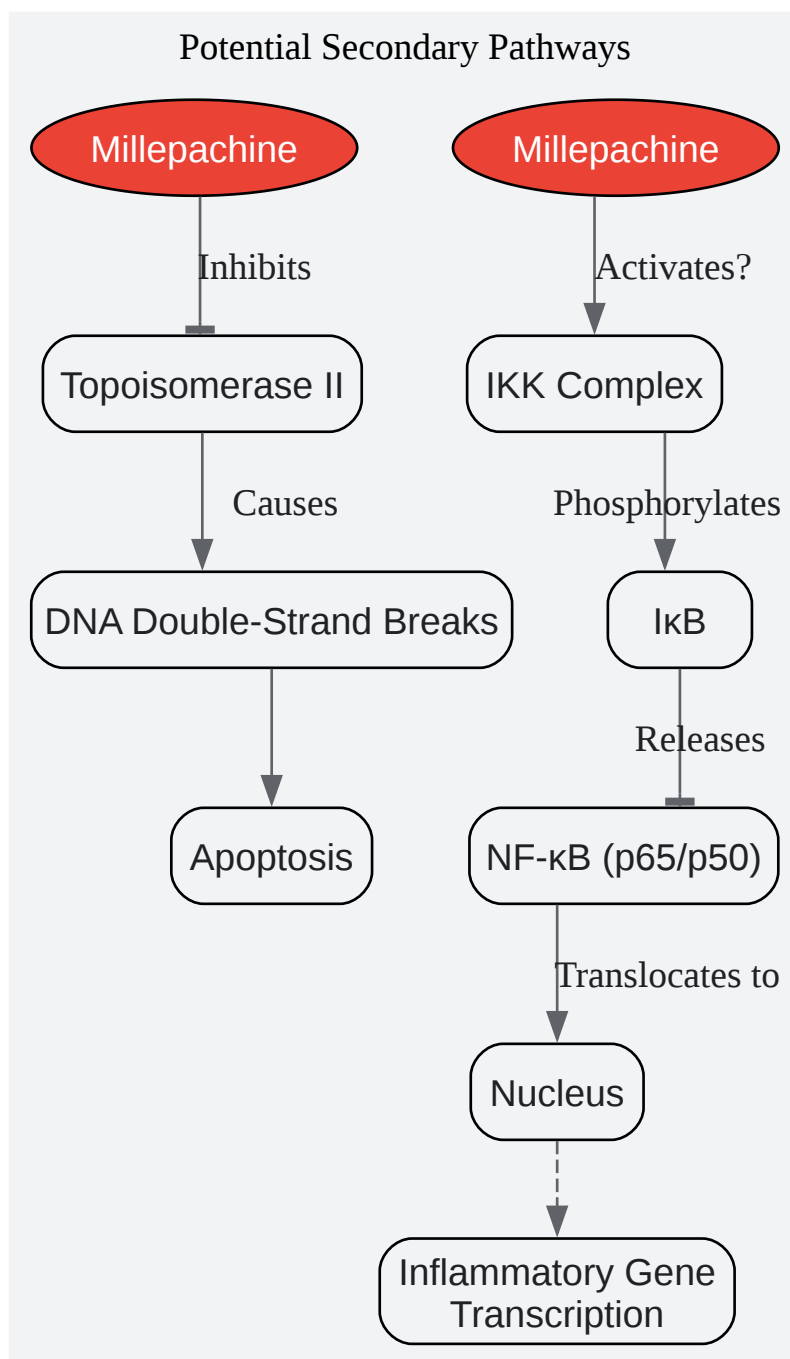 Potential Secondary Pathways
Millepachine
Inhibits
Topoisomerase II
Causes
DNA Double-Strand Breaks
Apoptosis
Millepachine
Activates?
IKK Complex
Phosphorylates
IκB
Releases
NF-κB (p65/p50)
Translocates to
Nucleus
Inflammatory Gene
Transcription